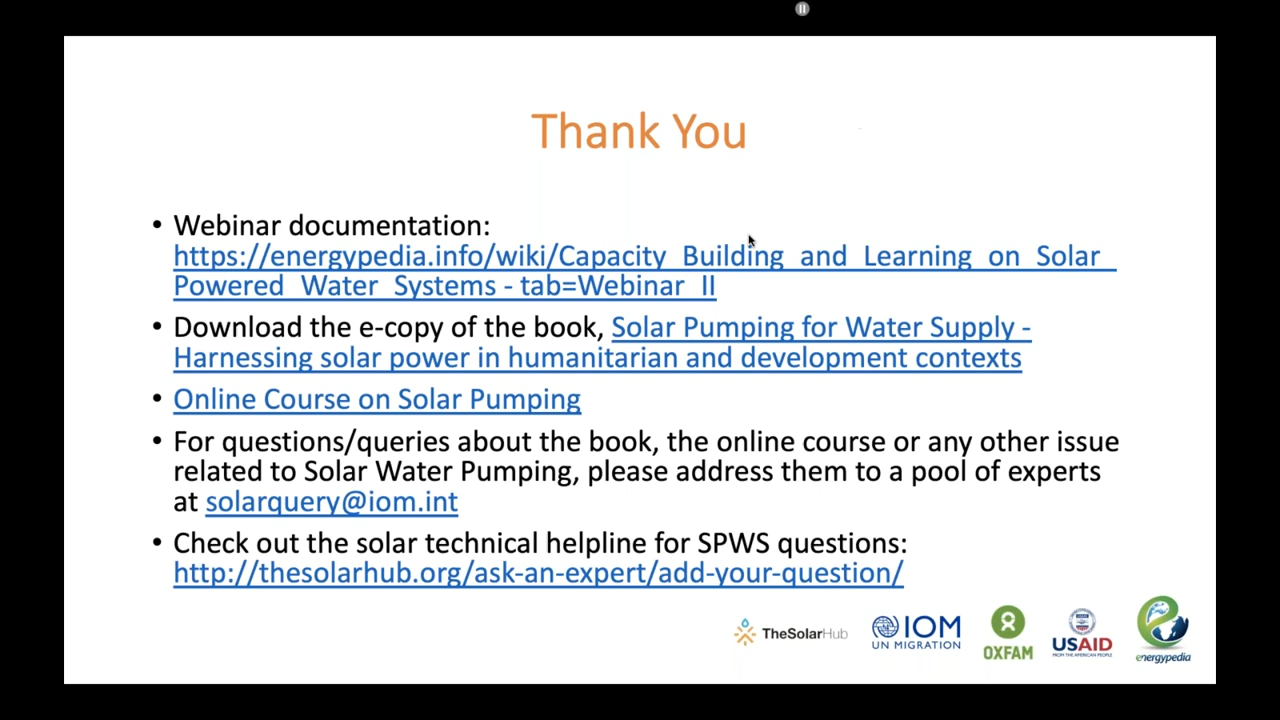 Thank You
• Webinar documentation:
https://energypedia.info/wiki/Capacity_Building_and_Learning_on_Solar_
Powered_Water_Systems - tab=Webinar_II
• Download the e-copy of the book, Solar Pumping for Water Supply -
Harnessing solar power in humanitarian and development contexts
• Online Course on Solar Pumping
• For questions/queries about the book, the online course or any other issue
related to Solar Water Pumping, please address them to a pool of experts
at solarquery@iom.int
• Check out the solar technical helpline for SPWS questions:
http://thesolarhub.org/ask-an-expert/add-your-question/
TheSolarHub
IOM
UN MIGRATION
OXFAM
USAID
FROM THE AMERICAN PEOPLE
energypedia